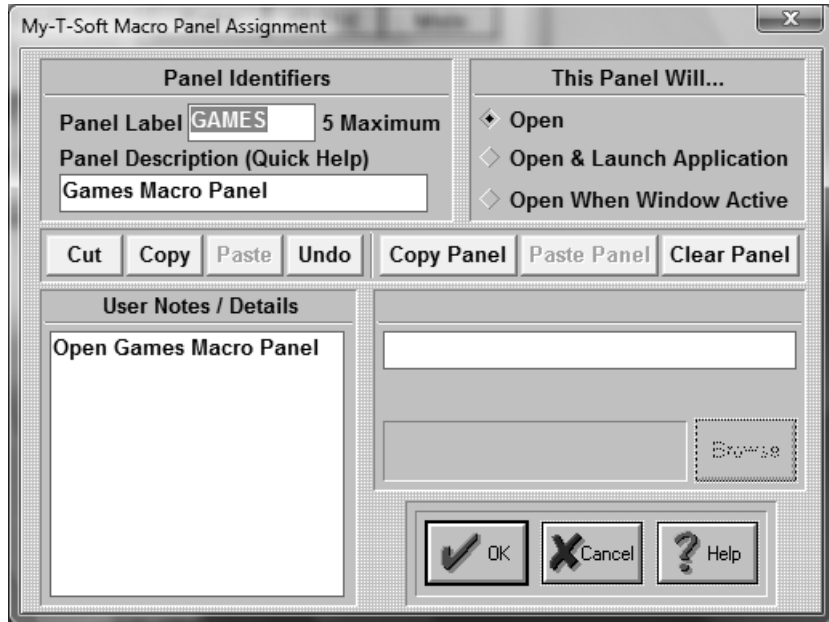 My-T-Soft Macro Panel Assignment
Panel Identifiers
Panel Label GAMES 5 Maximum
Panel Description (Quick Help)
Games Macro Panel
This Panel Will...
Open
Open & Launch Application
Open When Window Active
Cut Copy Paste Undo Copy Panel Paste Panel Clear Panel
User Notes / Details
Open Games Macro Panel
Browse
OK Cancel Help